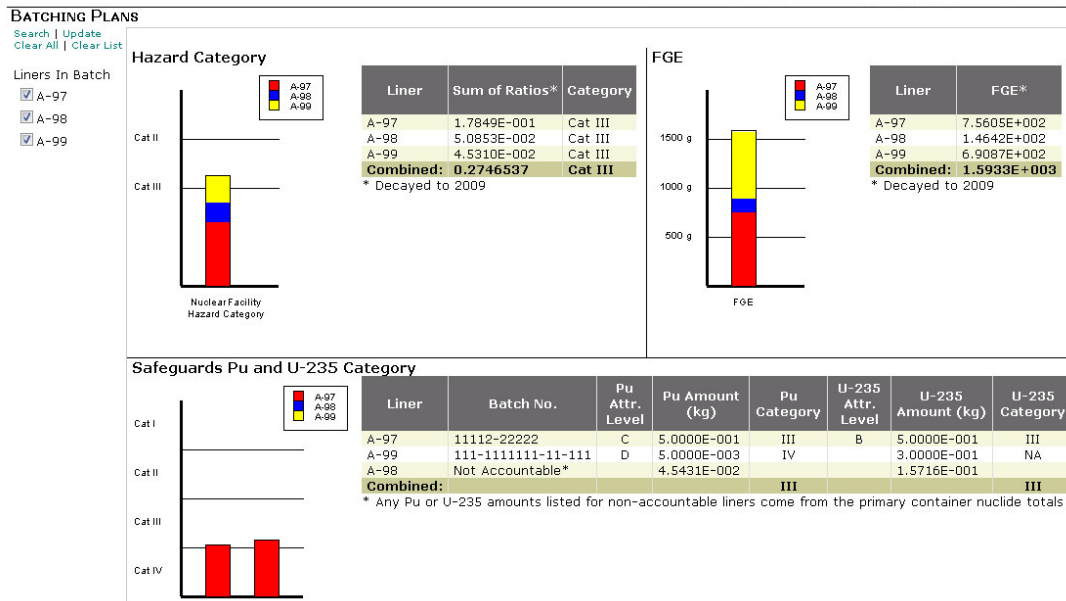 BATCHING PLANS
Search | Update
Clear All | Clear List
Liners In Batch
A-97
A-98
A-99
Hazard Category
A-97
A-98
A-99
Cat II
Cat III
Nuclear Facility
Hazard Category
Liner Sum of Ratios* Category
A-97 1.7849E-001 Cat III
A-98 5.0853E-002 Cat III
A-99 4.5310E-002 Cat III
Combined: 0.2746537 Cat III
* Decayed to 2009
FGE
A-97
A-98
A-99
1500 g
1000 g
500 g
FGE
Liner FGE*
A-97 7.5605E+002
A-98 1.4642E+002
A-99 6.9087E+002
Combined: 1.5933E+003
* Decayed to 2009
Safeguards Pu and U-235 Category
A-97
A-98
A-99
Cat I
Cat II
Cat III
Cat IV
Liner Batch No. Pu Attr. Level Pu Amount (kg) Pu Category U-235 Attr. Level U-235 Amount (kg) U-235 Category
A-97 11112-22222 C 5.0000E-001 III B 5.0000E-001 III
A-99 111-1111111-11-111 D 5.0000E-003 IV 3.0000E-001 NA
A-98 Not Accountable* 4.5431E-002 1.5716E-001
Combined: III III
* Any Pu or U-235 amounts listed for non-accountable liners come from the primary container nuclide totals